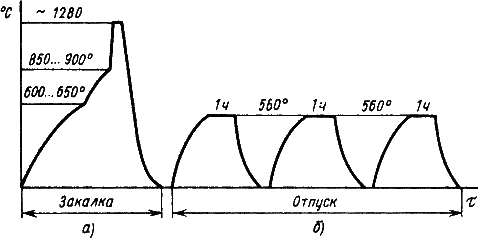 °C
~ 1280
850... 900°
600... 650°
1ч 560° 1ч 560° 1ч
Закалка Отпуск τ
а) б)